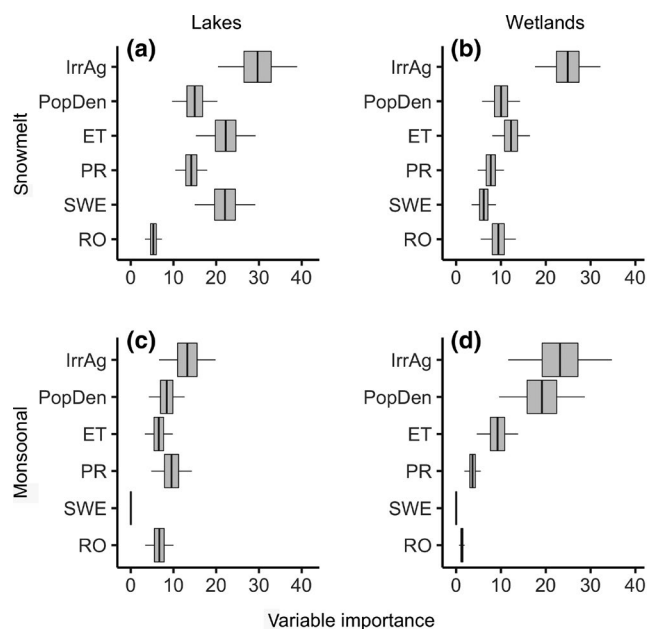 Lakes
Wetlands
Snowmelt
(a)
IrrAg
PopDen
ET
PR
SWE
RO
0 10 20 30 40
(b)
IrrAg
PopDen
ET
PR
SWE
RO
0 10 20 30 40
Monsoonal
(c)
IrrAg
PopDen
ET
PR
SWE
RO
0 10 20 30 40
(d)
IrrAg
PopDen
ET
PR
SWE
RO
0 10 20 30 40
Variable importance